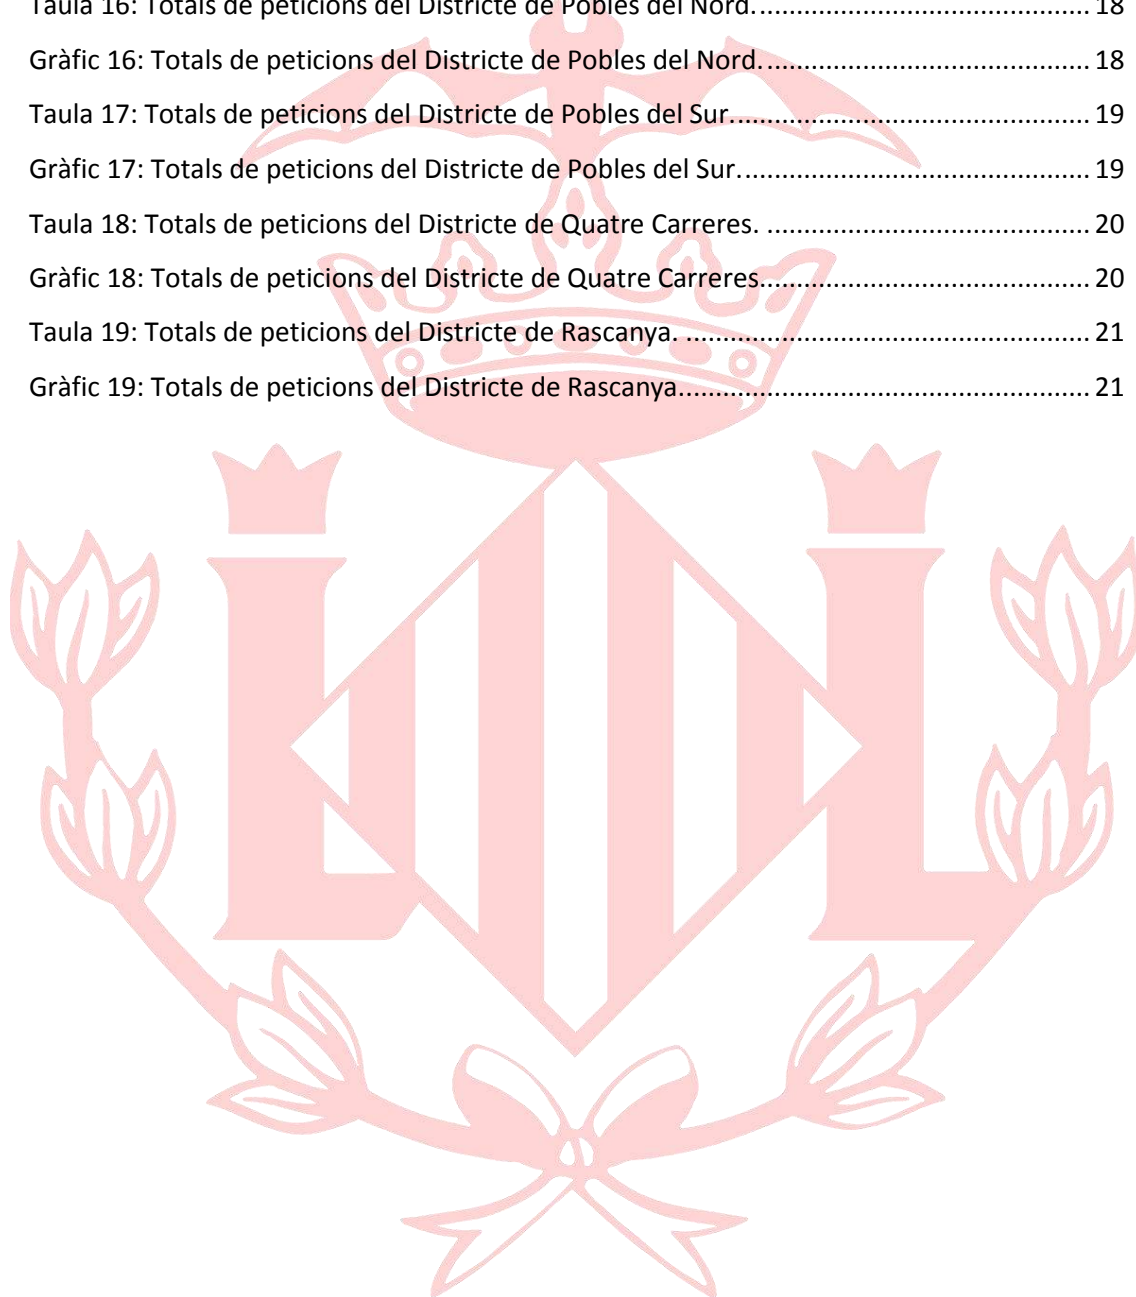 Taula 16: Totals de peticions del Districte de Pobles del Nord. 18
Gràfic 16: Totals de peticions del Districte de Pobles del Nord. 18
Taula 17: Totals de peticions del Districte de Pobles del Sur. 19
Gràfic 17: Totals de peticions del Districte de Pobles del Sur. 19
Taula 18: Totals de peticions del Districte de Quatre Carreres. 20
Gràfic 18: Totals de peticions del Districte de Quatre Carreres. 20
Taula 19: Totals de peticions del Districte de Rascanya. 21
Gràfic 19: Totals de peticions del Districte de Rascanya. 21